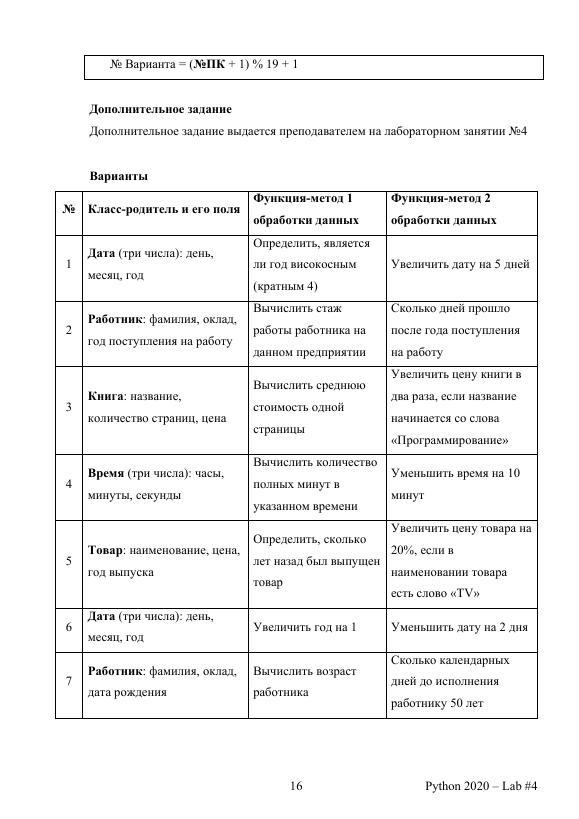 № Варианта = (№ПК + 1) % 19 + 1
Дополнительное задание
Дополнительное задание выдается преподавателем на лабораторном занятии №4
Варианты
№
Класс-родитель и его поля
Функция-метод 1
обработки данных
Функция-метод 2
обработки данных
1
Дата (три числа): день,
месяц, год
Определить, является
ли год високосным
(кратным 4)
Увеличить дату на 5 дней
2
Работник: фамилия, оклад,
год поступления на работу
Вычислить стаж
работы работника на
данном предприятии
Сколько дней прошло
после года поступления
на работу
3
Книга: название,
количество страниц, цена
Вычислить среднюю
стоимость одной
страницы
Увеличить цену книги в
два раза, если название
начинается со слова
«Программирование»
4
Время (три числа): часы,
минуты, секунды
Вычислить количество
полных минут в
указанном времени
Уменьшить время на 10
минут
5
Товар: наименование, цена,
год выпуска
Определить, сколько
лет назад был выпущен
товар
Увеличить цену товара на
20%, если в
наименовании товара
есть слово «TV»
6
Дата (три числа): день,
месяц, год
Увеличить год на 1
Уменьшить дату на 2 дня
7
Работник: фамилия, оклад,
дата рождения
Вычислить возраст
работника
Сколько календарных
дней до исполнения
работнику 50 лет
16
Python 2020 – Lab #4